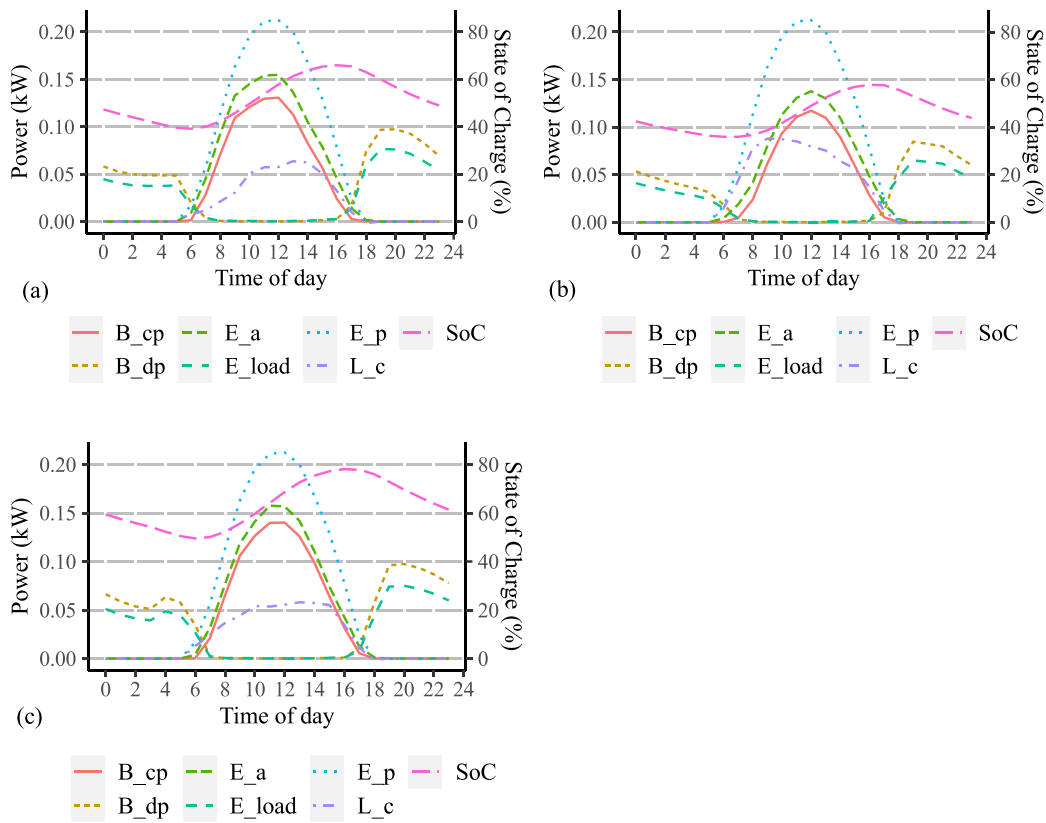 0.20
0.15
0.10
0.05
0.00
Power (kW)
80
60
40
20
0
State of Charge (%)
0 2 4 6 8 10 12 14 16 18 20 22 24
Time of day
(a)
B_cp E_a E_p SoC
B_dp E_load L_c
0.20
0.15
0.10
0.05
0.00
Power (kW)
80
60
40
20
0
State of Charge (%)
0 2 4 6 8 10 12 14 16 18 20 22 24
Time of day
(b)
B_cp E_a E_p SoC
B_dp E_load L_c
0.20
0.15
0.10
0.05
0.00
Power (kW)
80
60
40
20
0
State of Charge (%)
0 2 4 6 8 10 12 14 16 18 20 22 24
Time of day
(c)
B_cp E_a E_p SoC
B_dp E_load L_c